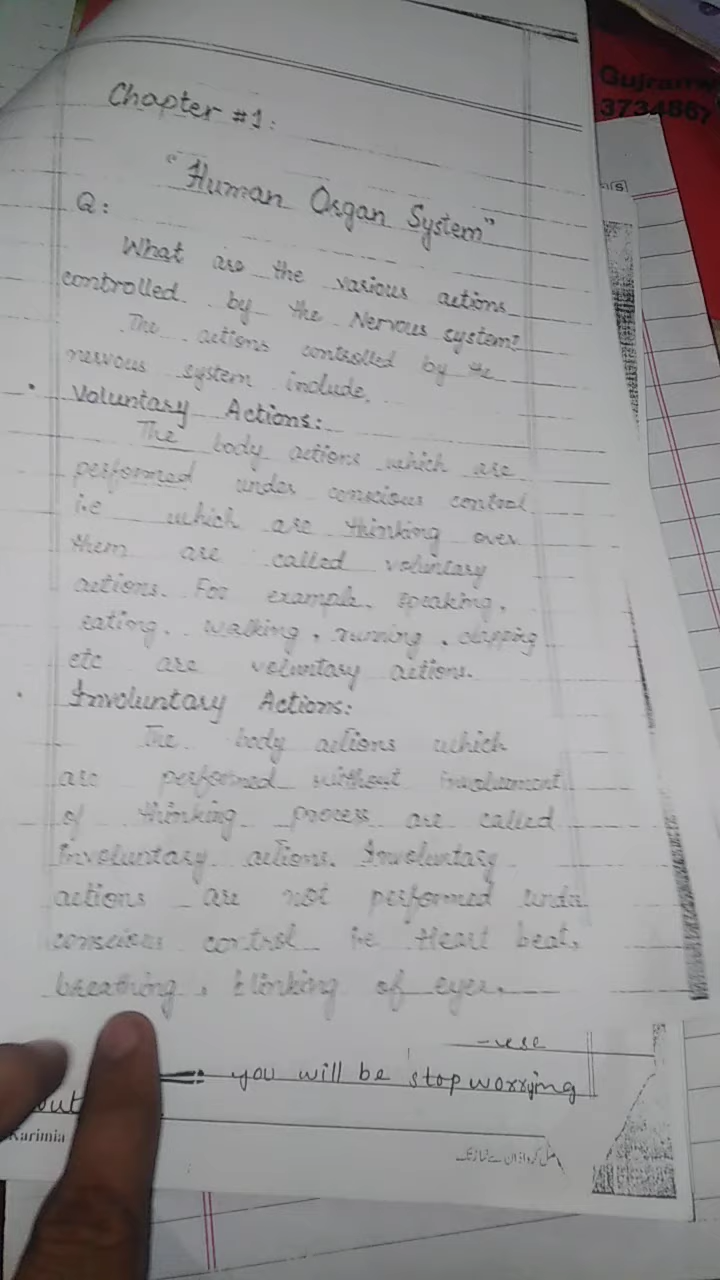 Gujranw
3734867
Chapter #1:
"Human Organ System"
Q:
What are the various actions
controlled by the Nervous system?
The actions controlled by the
nervous system include.
• Voluntary Actions:
The body actions which are
performed under conscious control
i.e which are thinking over
them are called voluntary
actions. For example, speaking,
eating, walking, running, clapping
etc are voluntary actions.
• Involuntary Actions:
The body actions which
are performed without involvement
of thinking process are called
involuntary actions. Involuntary
actions are not performed under
conscious control i.e Heart beat,
breathing, blinking of eyes.
you will be stop worrying
out
Karimia